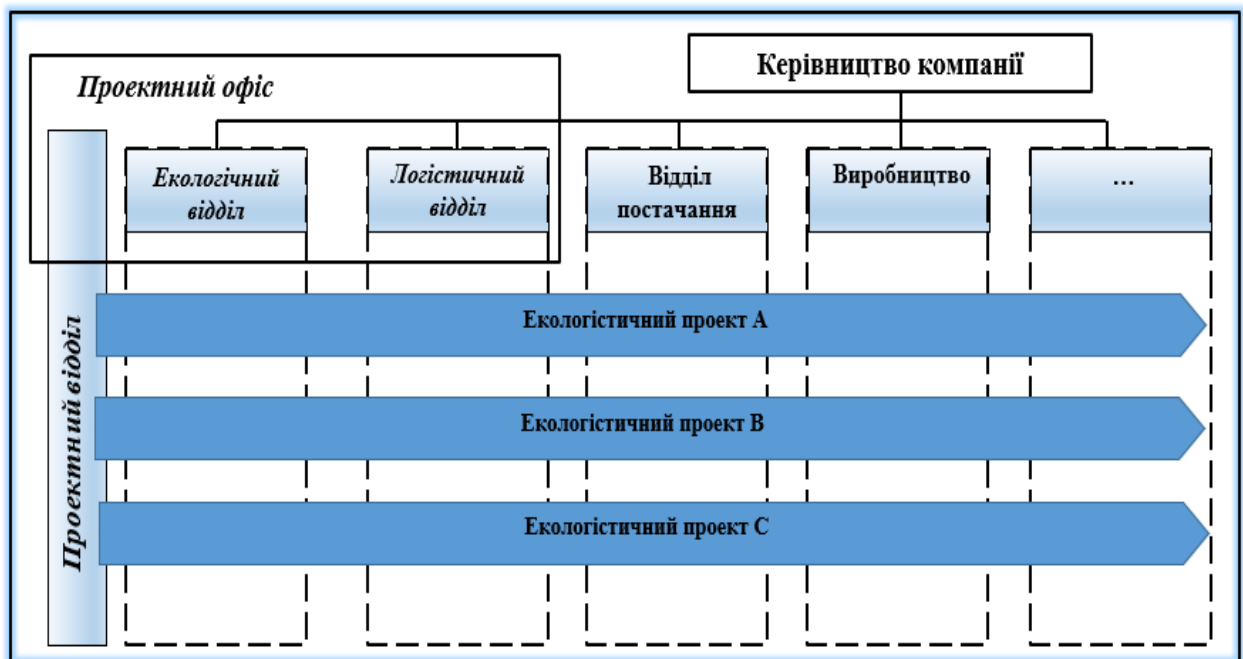 Керівництво компанії
Проектний офіс
Екологічний
відділ
Логістичний
відділ
Відділ
постачання
Виробництво
...
Проектний відділ
Екологістичний проект А
Екологістичний проект В
Екологістичний проект С